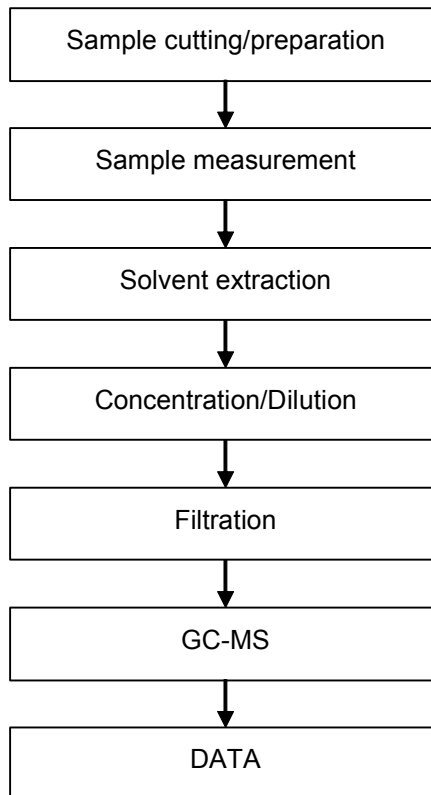 Sample cutting/preparation
Sample measurement
Solvent extraction
Concentration/Dilution
Filtration
GC-MS
DATA